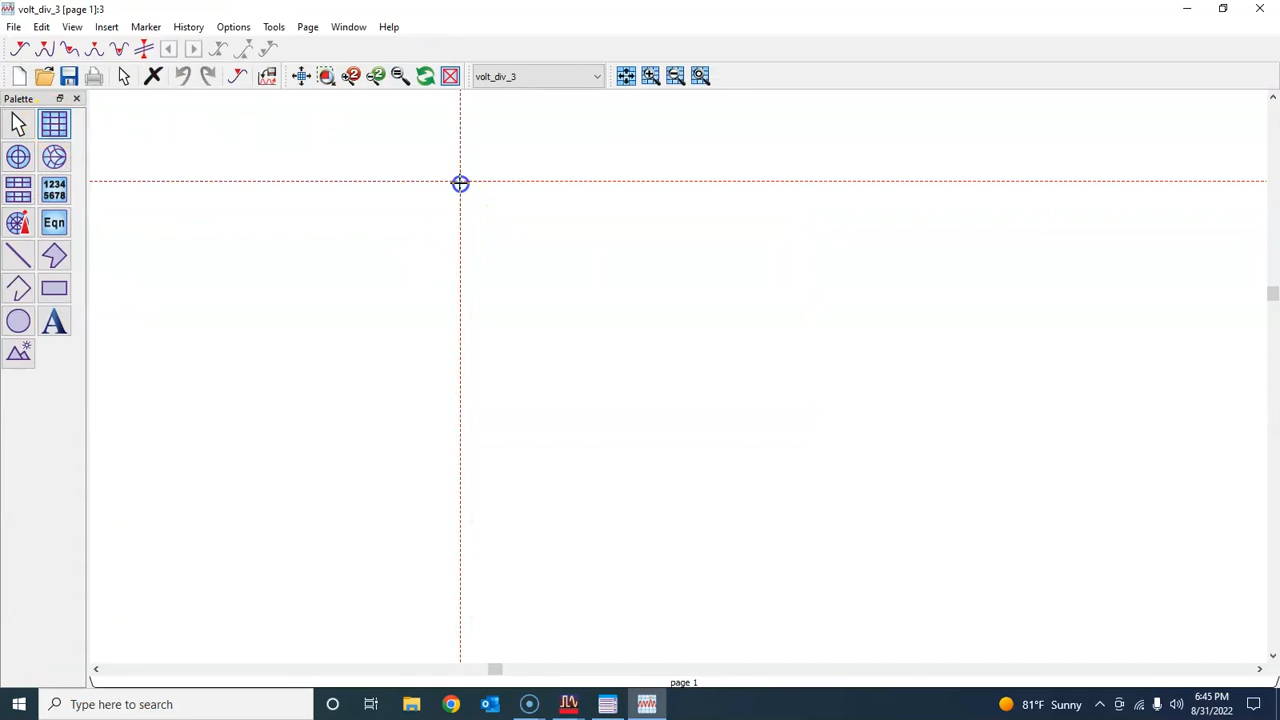 volt_div_3 [page 1]:3
File Edit View Insert Marker History Options Tools Page Window Help
volt_div_3
Palette
1234
5678
Eqn
A
page 1
Type here to search
81°F Sunny
6:45 PM
8/31/2022